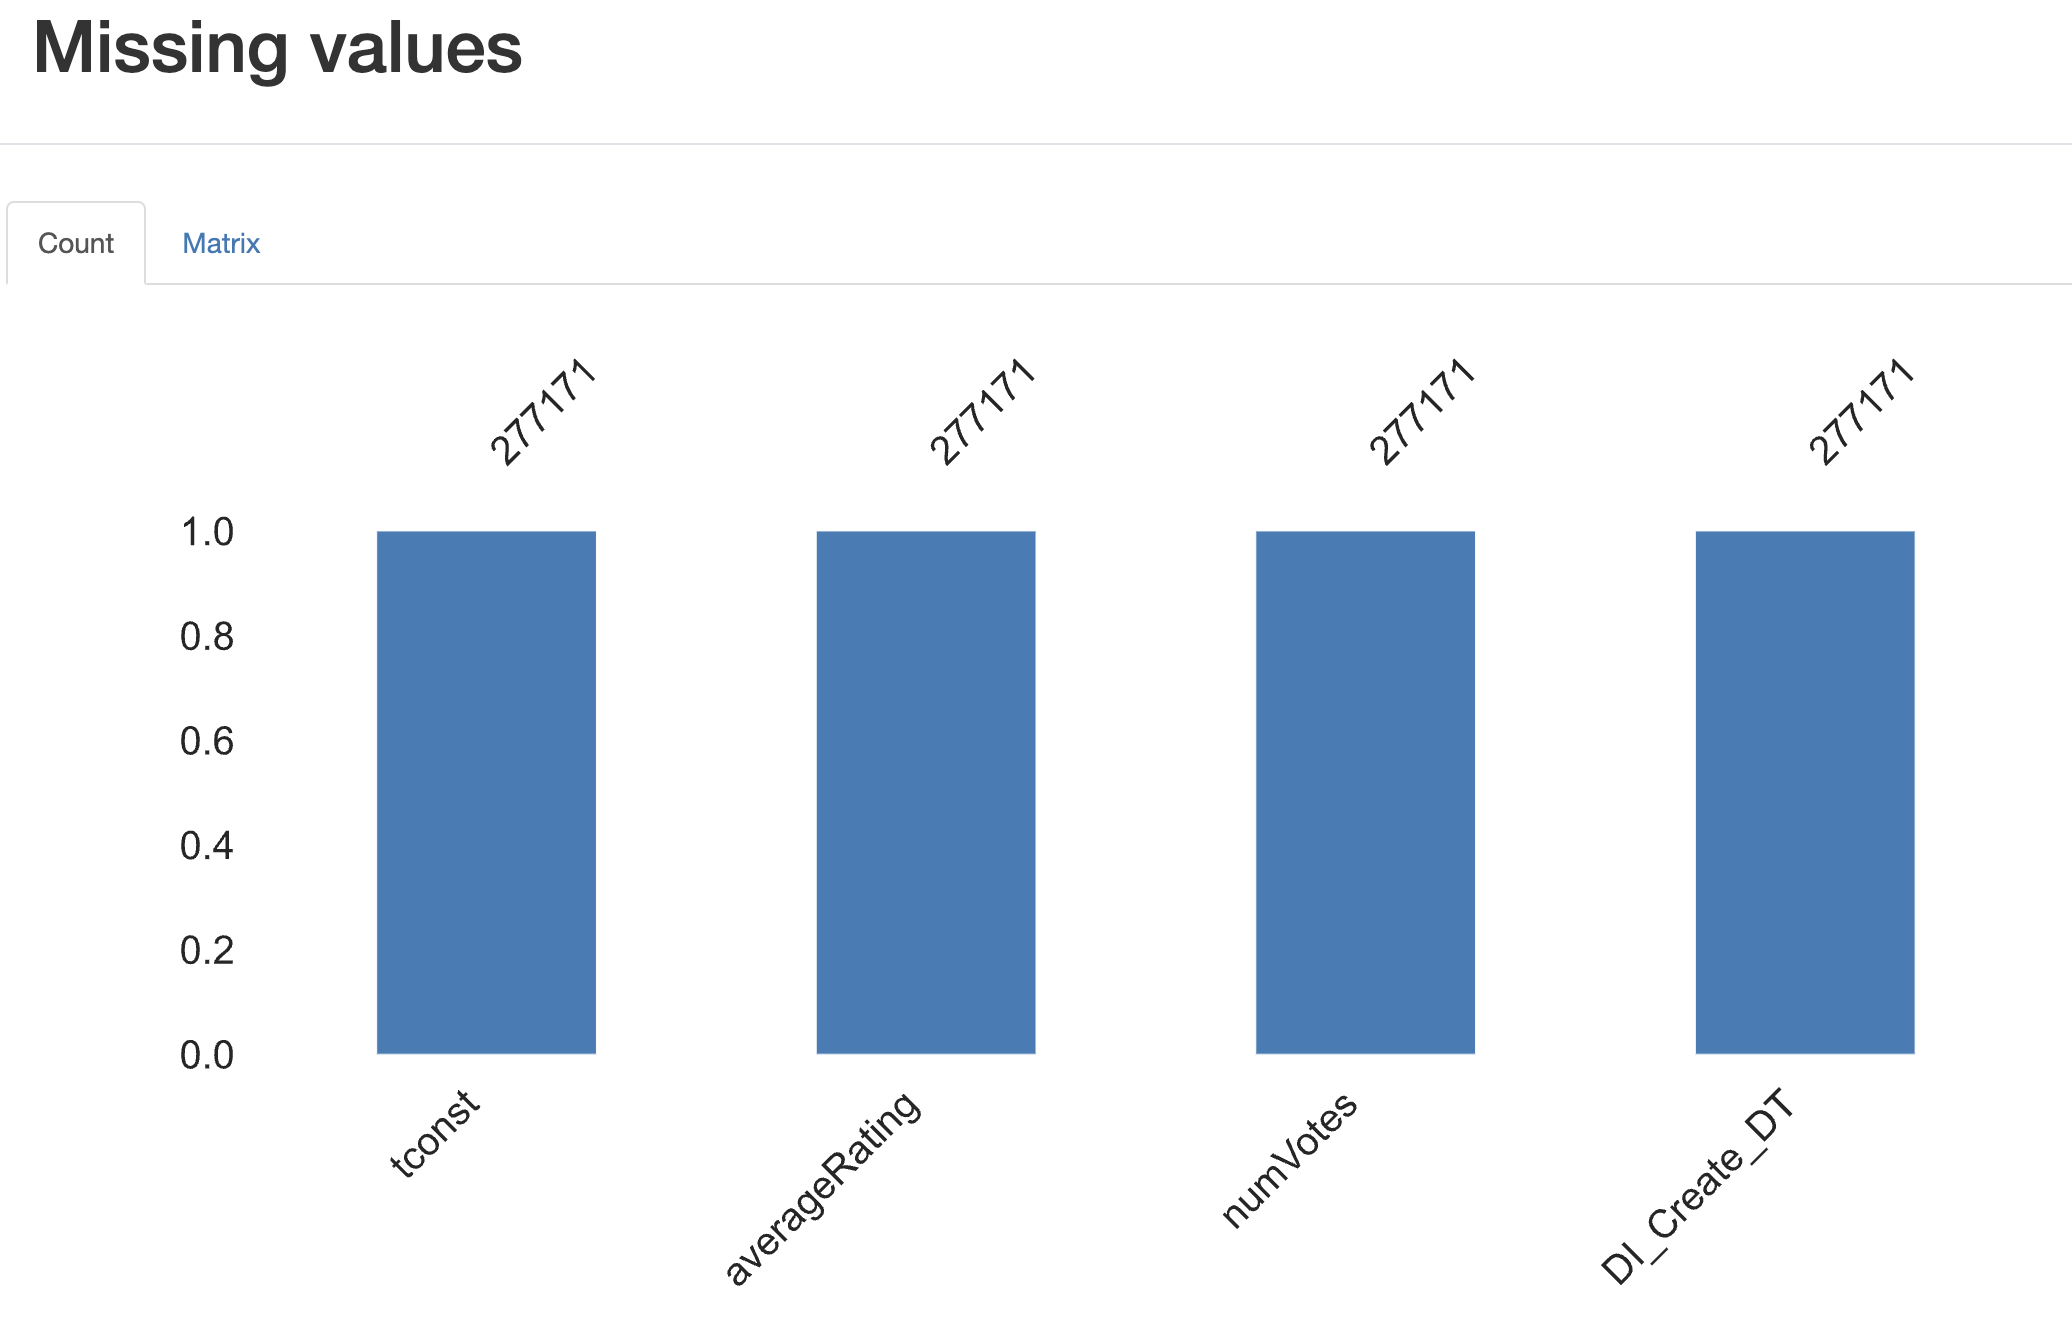 Missing values
Count Matrix
277171 277171 277171 277171
1.0
0.8
0.6
0.4
0.2
0.0
tconst averageRating numVotes DI_Create_DT